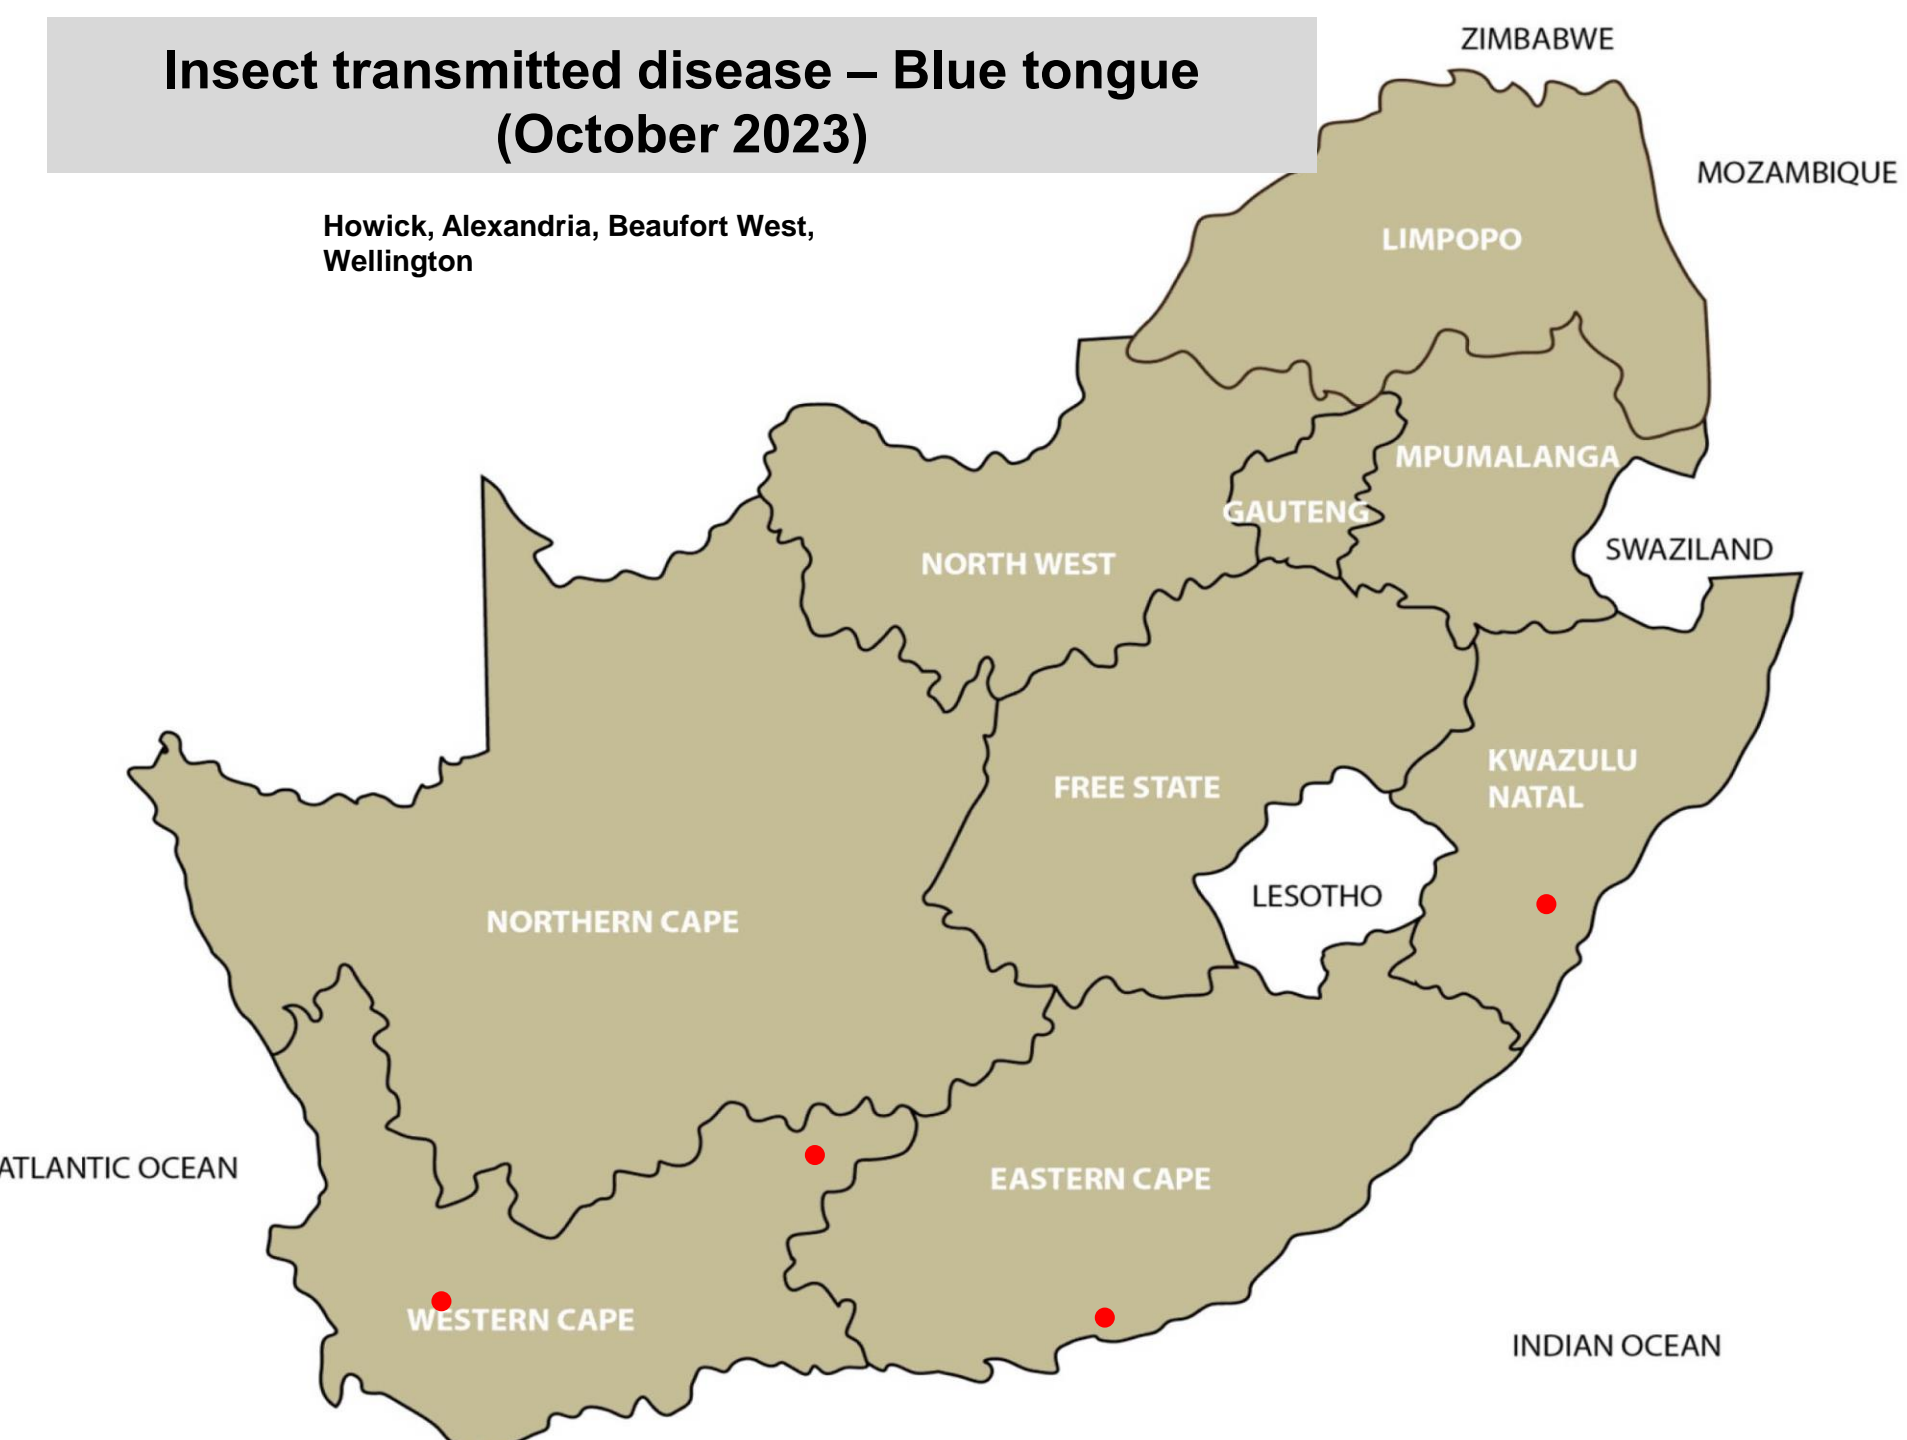 Insect transmitted disease – Blue tongue
(October 2023)
Howick, Alexandria, Beaufort West,
Wellington
ZIMBABWE
MOZAMBIQUE
LIMPOPO
MPUMALANGA
GAUTENG
SWAZILAND
NORTH WEST
KWAZULU
NATAL
FREE STATE
LESOTHO
NORTHERN CAPE
ATLANTIC OCEAN
EASTERN CAPE
WESTERN CAPE
INDIAN OCEAN